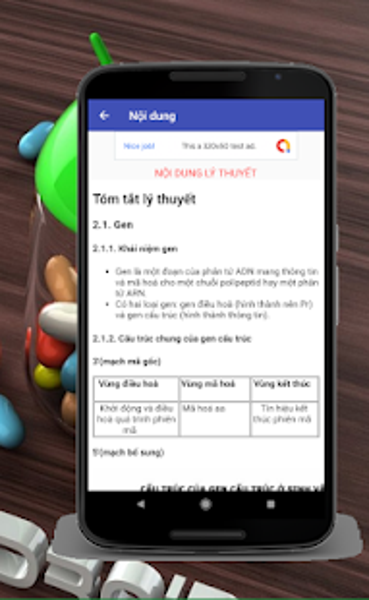 Nội dung
Nice job!
This is a 320x50 test ad.
NỘI DUNG LÝ THUYẾT
Tóm tắt lý thuyết
2.1. Gen
2.1.1. Khái niệm gen
Gen là một đoạn của phân tử ADN mang thông tin
và mã hoá cho một chuỗi polipeptid hay một phân
tử ARN.
Có hai loại gen: gen điều hoà (hình thành nên Pr)
và gen cấu trúc (hình thành thông tin).
2.1.2. Cấu trúc chung của gen cấu trúc
3'(mạch mã gốc)
Vùng điều hoà
Vùng mã hoá
Vùng kết thúc
Khởi động và điều
hoà quá trình phiên
mã
Mã hoá aa
Tín hiệu kết
thúc phiên mã
5'(mạch bổ sung)
CẤU TRÚC CỦA GEN CẤU TRÚC Ở SINH